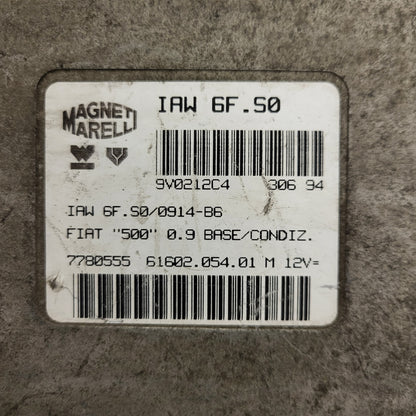 MAGNETI MARELLI
IAW 6F.S0
9V0212C4 306 94
IAW 6F.S0/0914-B6
FIAT "500" 0.9 BASE/CONDIZ.
7780555 61602.054.01 M 12V=